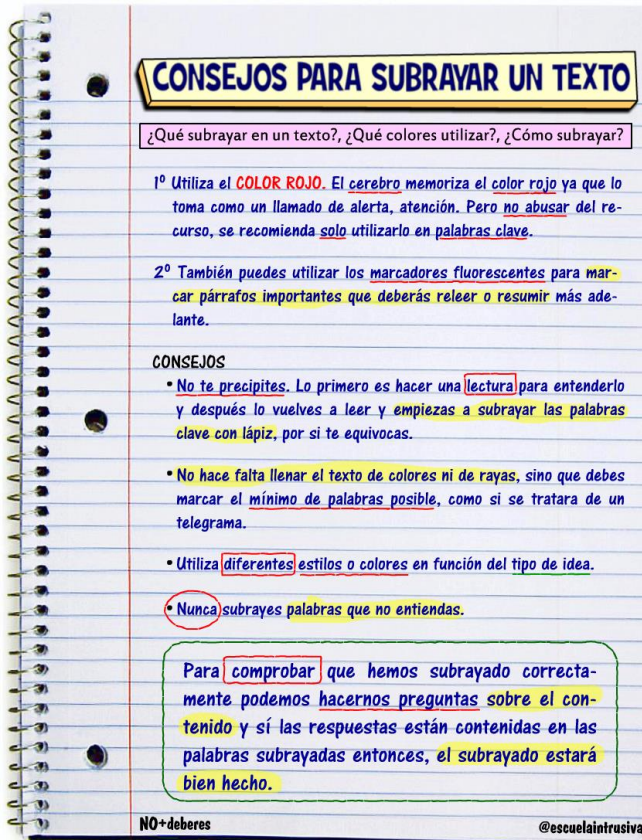 CONSEJOS PARA SUBRAYAR UN TEXTO
¿Qué subrayar en un texto?, ¿Qué colores utilizar?, ¿Cómo subrayar?
1º Utiliza el COLOR ROJO. El cerebro memoriza el color rojo ya que lo
toma como un llamado de alerta, atención. Pero no abusar del re-
curso, se recomienda solo utilizarlo en palabras clave.
2º También puedes utilizar los marcadores fluorescentes para mar-
car párrafos importantes que deberás releer o resumir más ade-
lante.
CONSEJOS
• No te precipites. Lo primero es hacer una lectura para entenderlo
y después lo vuelves a leer y empiezas a subrayar las palabras
clave con lápiz, por si te equivocas.
• No hace falta llenar el texto de colores ni de rayas, sino que debes
marcar el mínimo de palabras posible, como si se tratara de un
telegrama.
• Utiliza diferentes estilos o colores en función del tipo de idea.
• Nunca subrayes palabras que no entiendas.
Para comprobar que hemos subrayado correcta-
mente podemos hacernos preguntas sobre el con-
tenido y sí las respuestas están contenidas en las
palabras subrayadas entonces, el subrayado estará
bien hecho.
NO+deberes
@escuelaintrusiva